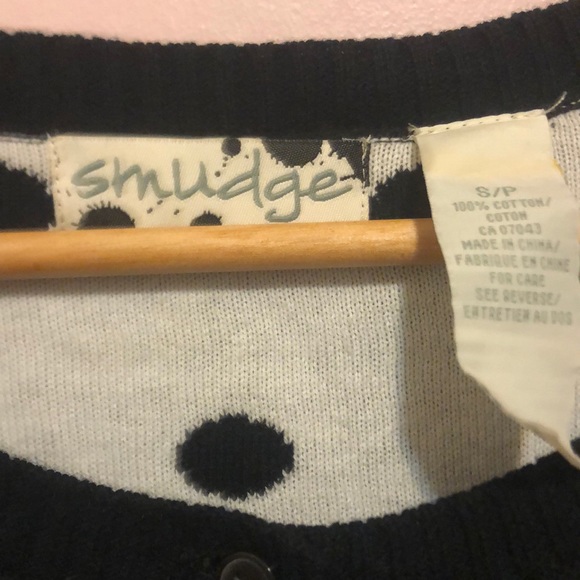 smudge
S/P
100% COTTON/
COTON
CA 07043
MADE IN CHINA/
FABRIQUE EN CHINE
FOR CARE
SEE REVERSE/
ENTRETIEN AU DOS